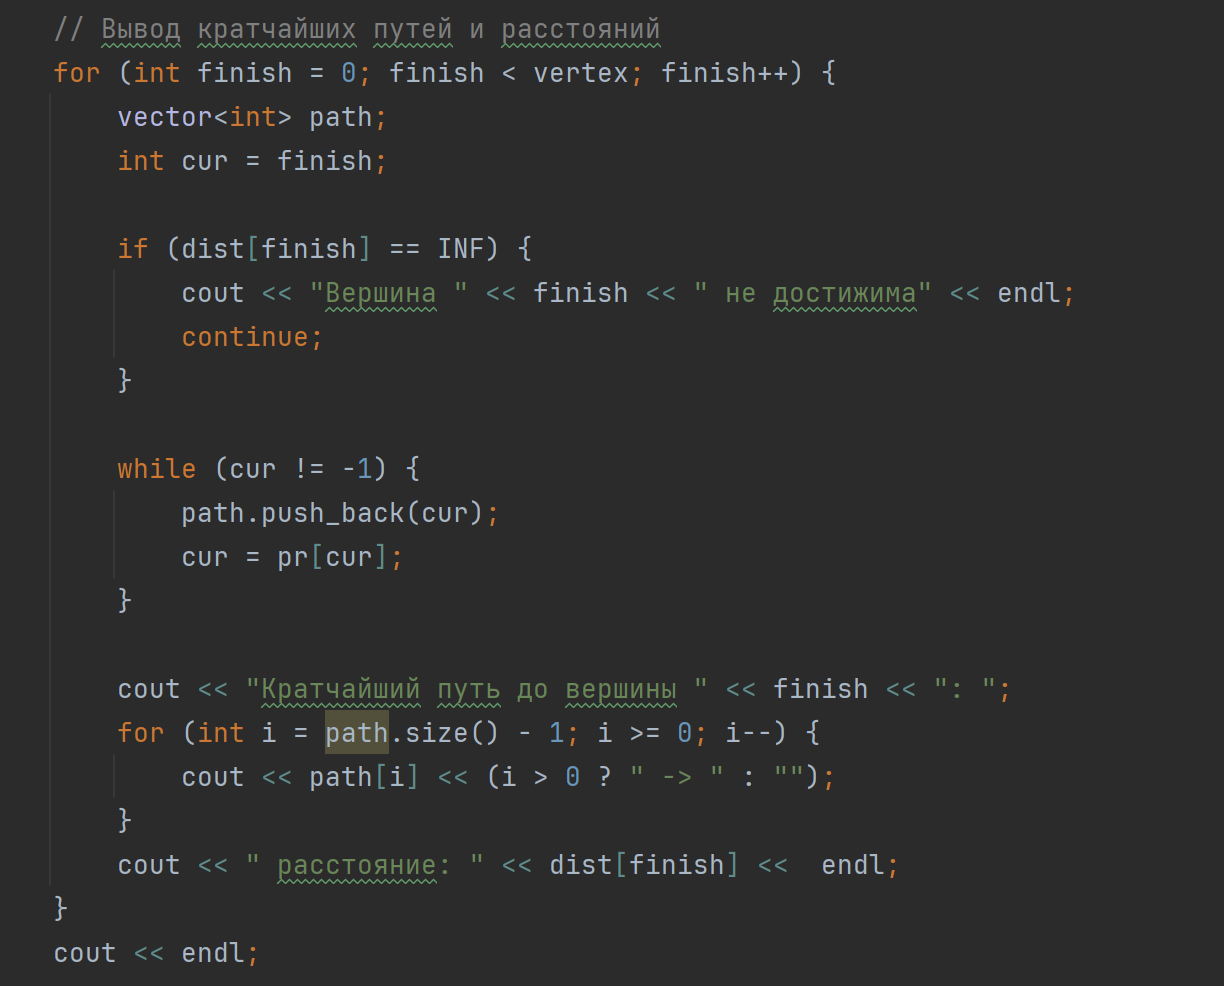 // Вывод кратчайших путей и расстояний
for (int finish = 0; finish < vertex; finish++) {
vector<int> path;
int cur = finish;
if (dist[finish] == INF) {
cout << "Вершина " << finish << " не достижима" << endl;
continue;
}
while (cur != -1) {
path.push_back(cur);
cur = pr[cur];
}
cout << "Кратчайший путь до вершины " << finish << ": ";
for (int i = path.size() - 1; i >= 0; i--) {
cout << path[i] << (i > 0 ? " -> " : "");
}
cout << " расстояние: " << dist[finish] <<  endl;
}
cout << endl;